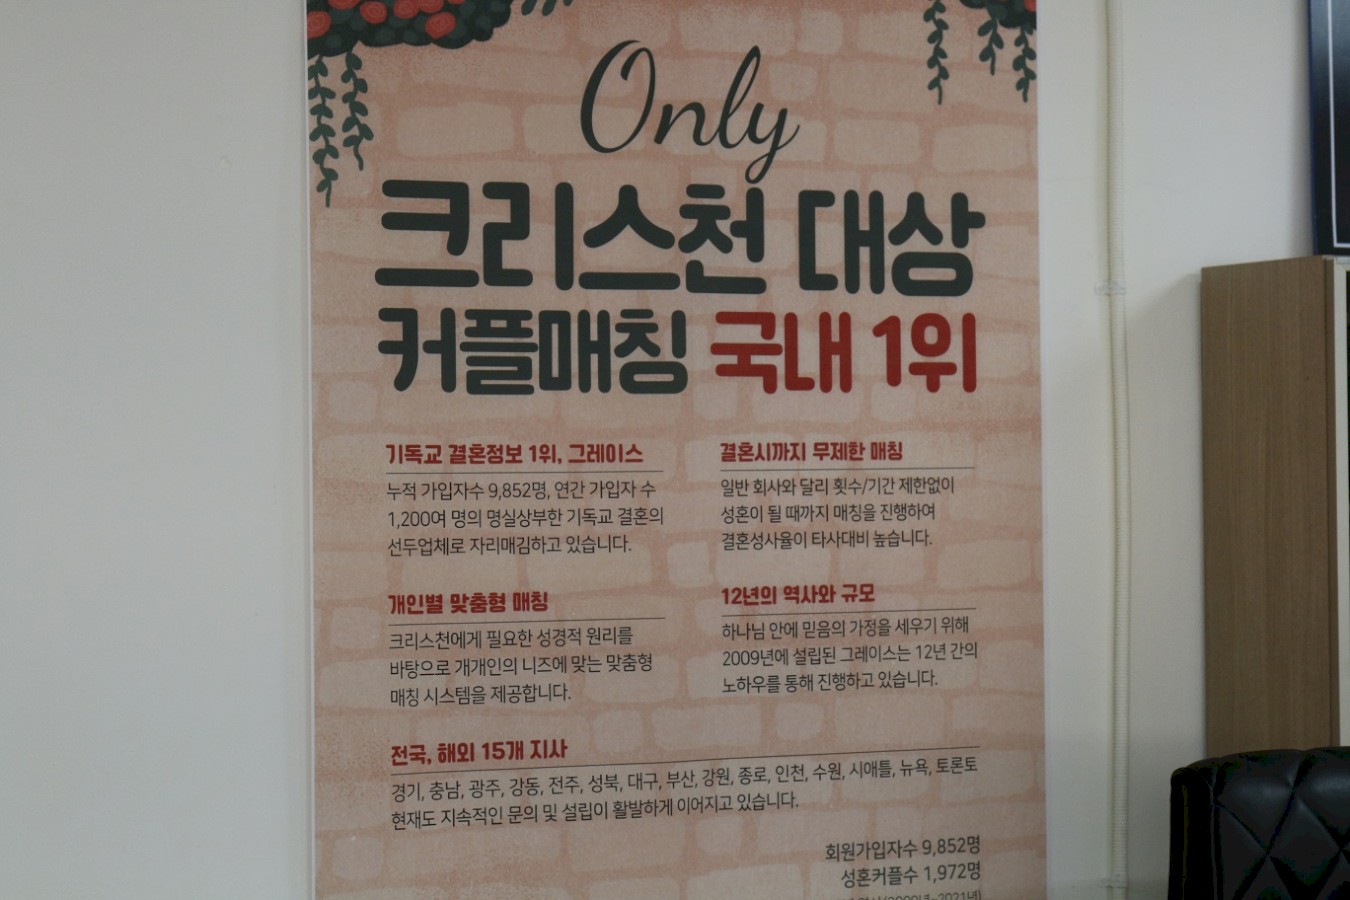 Only
크리스천 대상
커플매칭 국내 1위
기독교 결혼정보 1위, 그레이스
누적 가입자수 9,852명, 연간 가입자 수
1,200여 명의 명실상부한 기독교 결혼의
선두업체로 자리매김하고 있습니다.
결혼시까지 무제한 매칭
일반 회사와 달리 횟수/기간 제한없이
성혼이 될 때까지 매칭을 진행하여
결혼성사율이 타사대비 높습니다.
개인별 맞춤형 매칭
크리스천에게 필요한 성경적 원리를
바탕으로 개개인의 니즈에 맞는 맞춤형
매칭 시스템을 제공합니다.
12년의 역사와 규모
하나님 안에 믿음의 가정을 세우기 위해
2009년에 설립된 그레이스는 12년 간의
노하우를 통해 진행하고 있습니다.
전국, 해외 15개 지사
경기, 충남, 광주, 강동, 전주, 성북, 대구, 부산, 강원, 종로, 인천, 수원, 시애틀, 뉴욕, 토론토
현재도 지속적인 문의 및 설립이 활발하게 이어지고 있습니다.
회원가입자수 9,852명
성혼커플수 1,972명